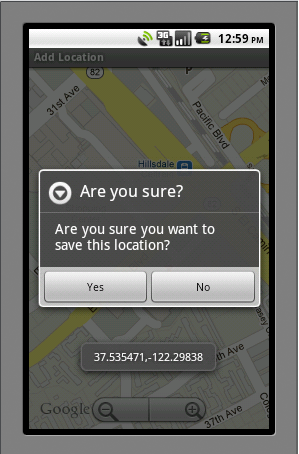 3G
12:59 PM
Add Location
82
31st Ave
Pacific Blvd
Hillsdale
Are you sure?
Are you sure you want to
save this location?
Yes
No
37.535471,-122.29838
Google
37th Ave